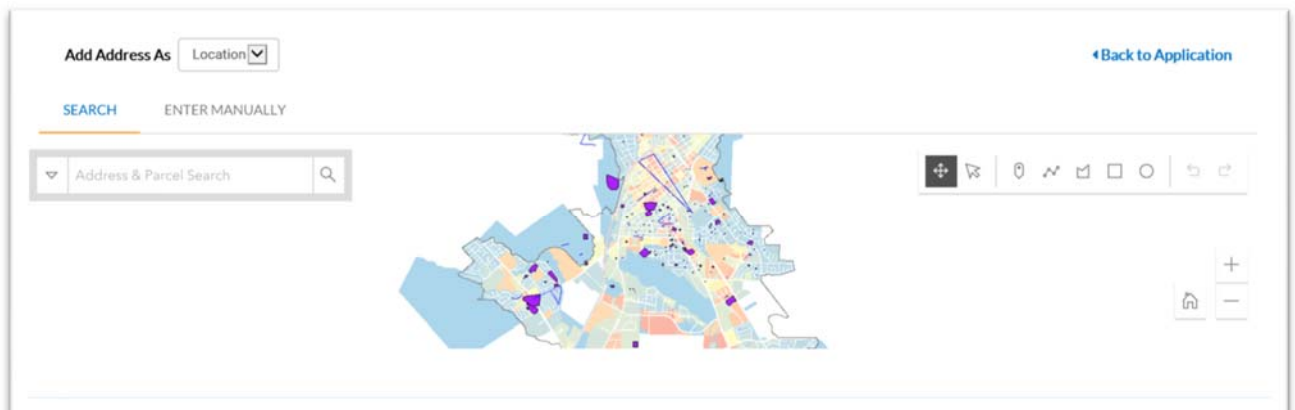 Add Address As Location
Back to Application
SEARCH ENTER MANUALLY
Address & Parcel Search